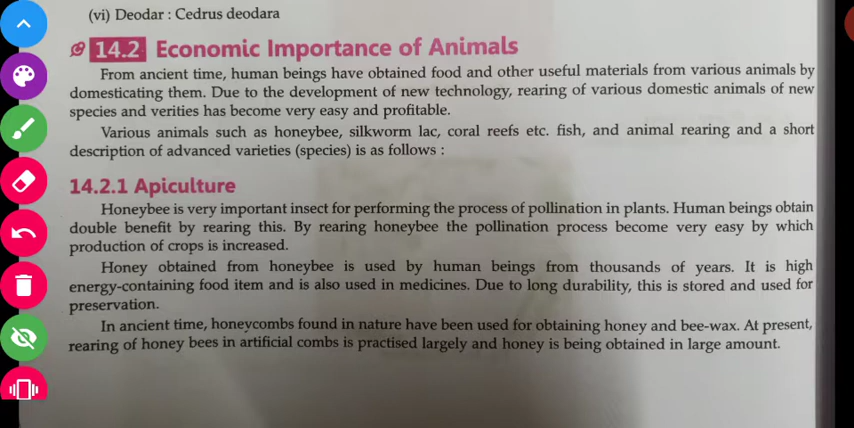 (vi) Deodar : Cedrus deodara
14.2 Economic Importance of Animals
From ancient time, human beings have obtained food and other useful materials from various animals by
domesticating them. Due to the development of new technology, rearing of various domestic animals of new
species and verities has become very easy and profitable.
Various animals such as honeybee, silkworm lac, coral reefs etc. fish, and animal rearing and a short
description of advanced varieties (species) is as follows :
14.2.1 Apiculture
Honeybee is very important insect for performing the process of pollination in plants. Human beings obtain
double benefit by rearing this. By rearing honeybee the pollination process become very easy by which
production of crops is increased.
Honey obtained from honeybee is used by human beings from thousands of years. It is high
energy-containing food item and is also used in medicines. Due to long durability, this is stored and used for
preservation.
In ancient time, honeycombs found in nature have been used for obtaining honey and bee-wax. At present,
rearing of honey bees in artificial combs is practised largely and honey is being obtained in large amount.